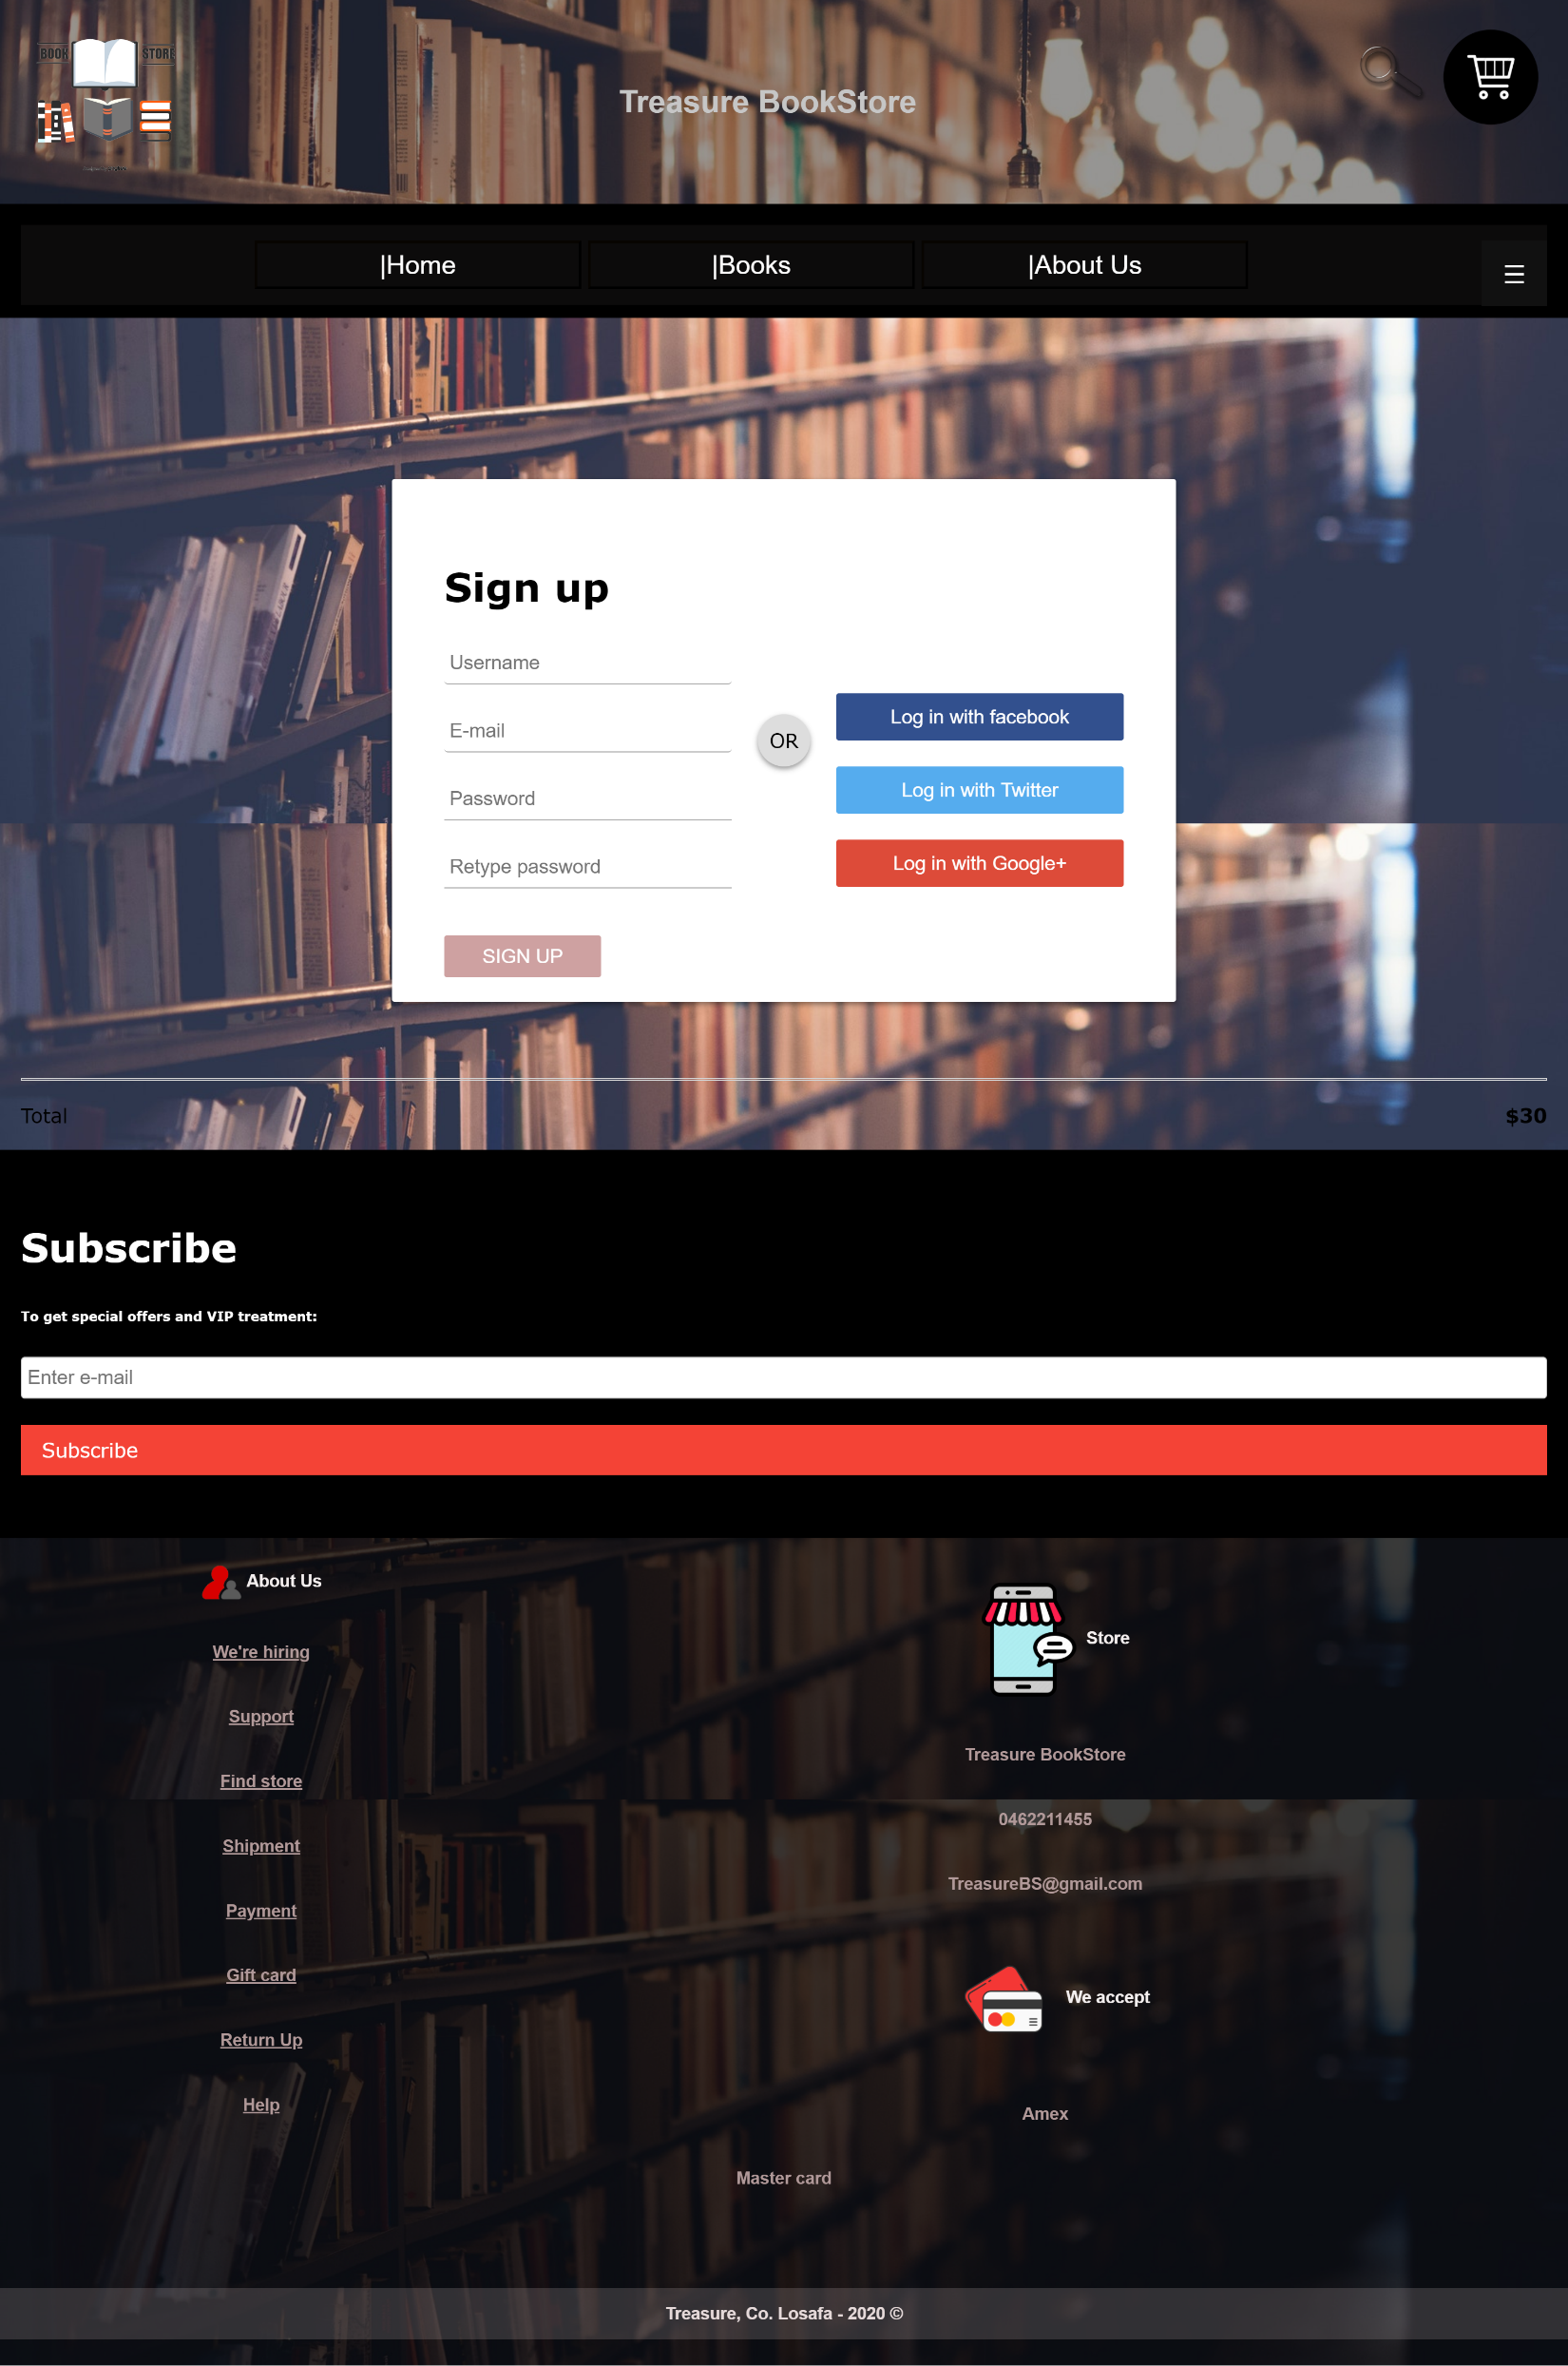 BOOK STORE
Treasure BookStore
|Home |Books |About Us
☰
Sign up
Username
E-mail
Password
Retype password
SIGN UP
OR
Log in with facebook
Log in with Twitter
Log in with Google+
Total $30
Subscribe
To get special offers and VIP treatment:
Enter e-mail
Subscribe
About Us
We're hiring
Support
Find store
Shipment
Payment
Gift card
Return Up
Help
Store
Treasure BookStore
0462211455
TreasureBS@gmail.com
We accept
Amex
Master card
Treasure, Co. Losafa - 2020 ©